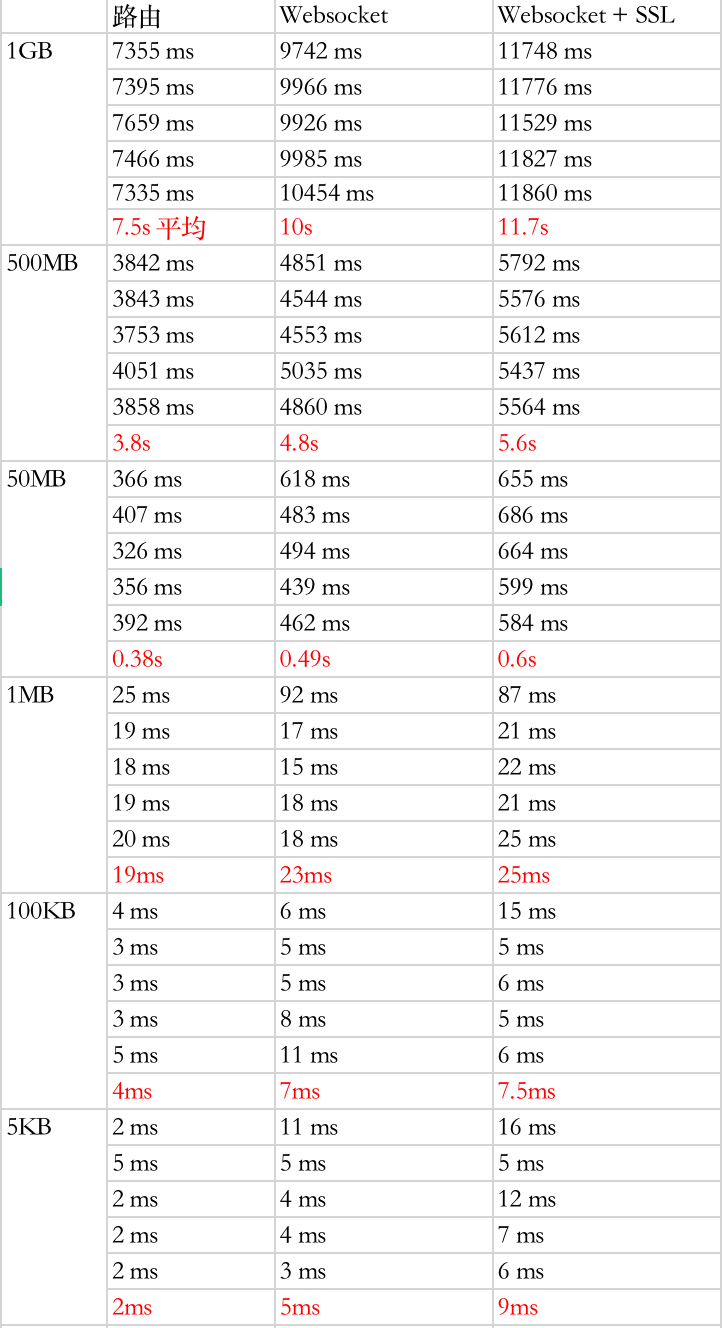 路由 Websocket Websocket + SSL
1GB 7355 ms 9742 ms 11748 ms
7395 ms 9966 ms 11776 ms
7659 ms 9926 ms 11529 ms
7466 ms 9985 ms 11827 ms
7335 ms 10454 ms 11860 ms
7.5s 平均 10s 11.7s
500MB 3842 ms 4851 ms 5792 ms
3843 ms 4544 ms 5576 ms
3753 ms 4553 ms 5612 ms
4051 ms 5035 ms 5437 ms
3858 ms 4860 ms 5564 ms
3.8s 4.8s 5.6s
50MB 366 ms 618 ms 655 ms
407 ms 483 ms 686 ms
326 ms 494 ms 664 ms
356 ms 439 ms 599 ms
392 ms 462 ms 584 ms
0.38s 0.49s 0.6s
1MB 25 ms 92 ms 87 ms
19 ms 17 ms 21 ms
18 ms 15 ms 22 ms
19 ms 18 ms 21 ms
20 ms 18 ms 25 ms
19ms 23ms 25ms
100KB 4 ms 6 ms 15 ms
3 ms 5 ms 5 ms
3 ms 5 ms 6 ms
3 ms 8 ms 5 ms
5 ms 11 ms 6 ms
4ms 7ms 7.5ms
5KB 2 ms 11 ms 16 ms
5 ms 5 ms 5 ms
2 ms 4 ms 12 ms
2 ms 4 ms 7 ms
2 ms 3 ms 6 ms
2ms 5ms 9ms